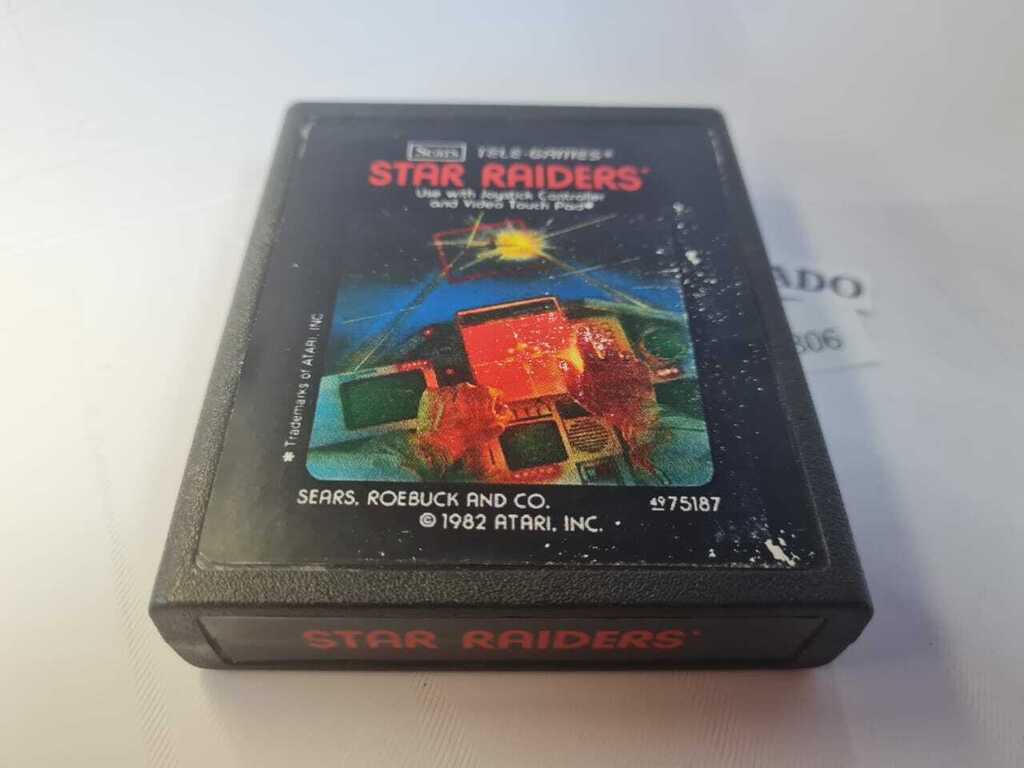 Sears TELE-GAMES®
STAR RAIDERS*
Use with Joystick Controller
and Video Touch Pad*
* Trademarks of ATARI, INC.
SEARS, ROEBUCK AND CO.
49 75187
© 1982 ATARI, INC.
STAR RAIDERS*
ADO
306